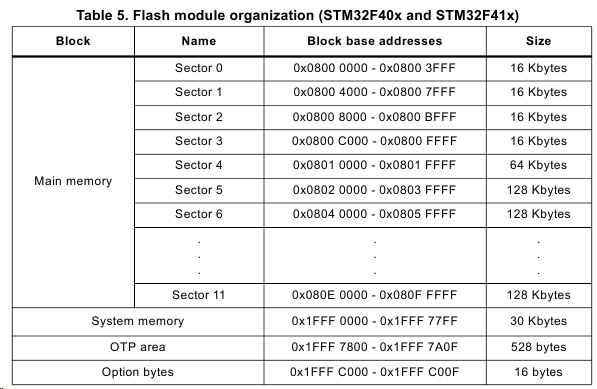 Table 5. Flash module organization (STM32F40x and STM32F41x)
Block Name Block base addresses Size
Main memory
Sector 0 0x0800 0000 - 0x0800 3FFF 16 Kbytes
Sector 1 0x0800 4000 - 0x0800 7FFF 16 Kbytes
Sector 2 0x0800 8000 - 0x0800 BFFF 16 Kbytes
Sector 3 0x0800 C000 - 0x0800 FFFF 16 Kbytes
Sector 4 0x0801 0000 - 0x0801 FFFF 64 Kbytes
Sector 5 0x0802 0000 - 0x0803 FFFF 128 Kbytes
Sector 6 0x0804 0000 - 0x0805 FFFF 128 Kbytes
. . .
. . .
. . .
Sector 11 0x080E 0000 - 0x080F FFFF 128 Kbytes
System memory 0x1FFF 0000 - 0x1FFF 77FF 30 Kbytes
OTP area 0x1FFF 7800 - 0x1FFF 7A0F 528 bytes
Option bytes 0x1FFF C000 - 0x1FFF C00F 16 bytes